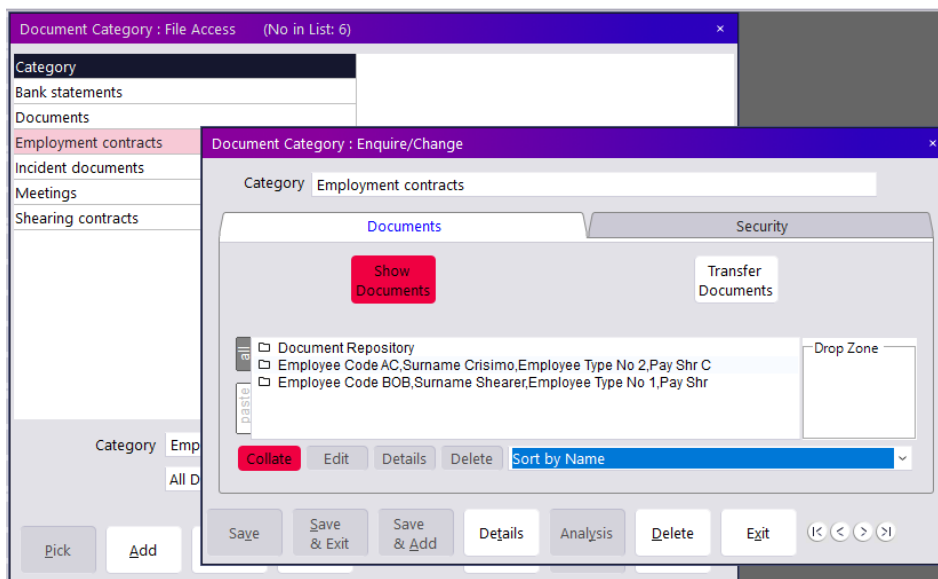 Document Category : File Access (No in List: 6)
Category
Bank statements
Documents
Employment contracts
Incident documents
Meetings
Shearing contracts
Category Emp
All D
Pick Add
Document Category : Enquire/Change
Category Employment contracts
Documents Security
Show
Documents
Transfer
Documents
all
paste
Document Repository
Employee Code AC,Surname Crisimo,Employee Type No 2,Pay Shr C
Employee Code BOB,Surname Shearer,Employee Type No 1,Pay Shr
Drop Zone
Collate Edit Details Delete Sort by Name
Save Save & Exit Save & Add Details Analysis Delete Exit